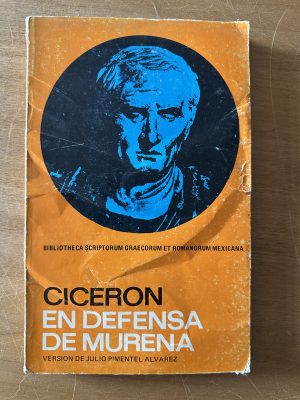 BIBLIOTHECA SCRIPTORUM GRAECORUM ET ROMANORUM MEXICANA
CICERON
EN DEFENSA
DE MURENA
VERSION DE JULIO PIMENTEL ALVAREZ